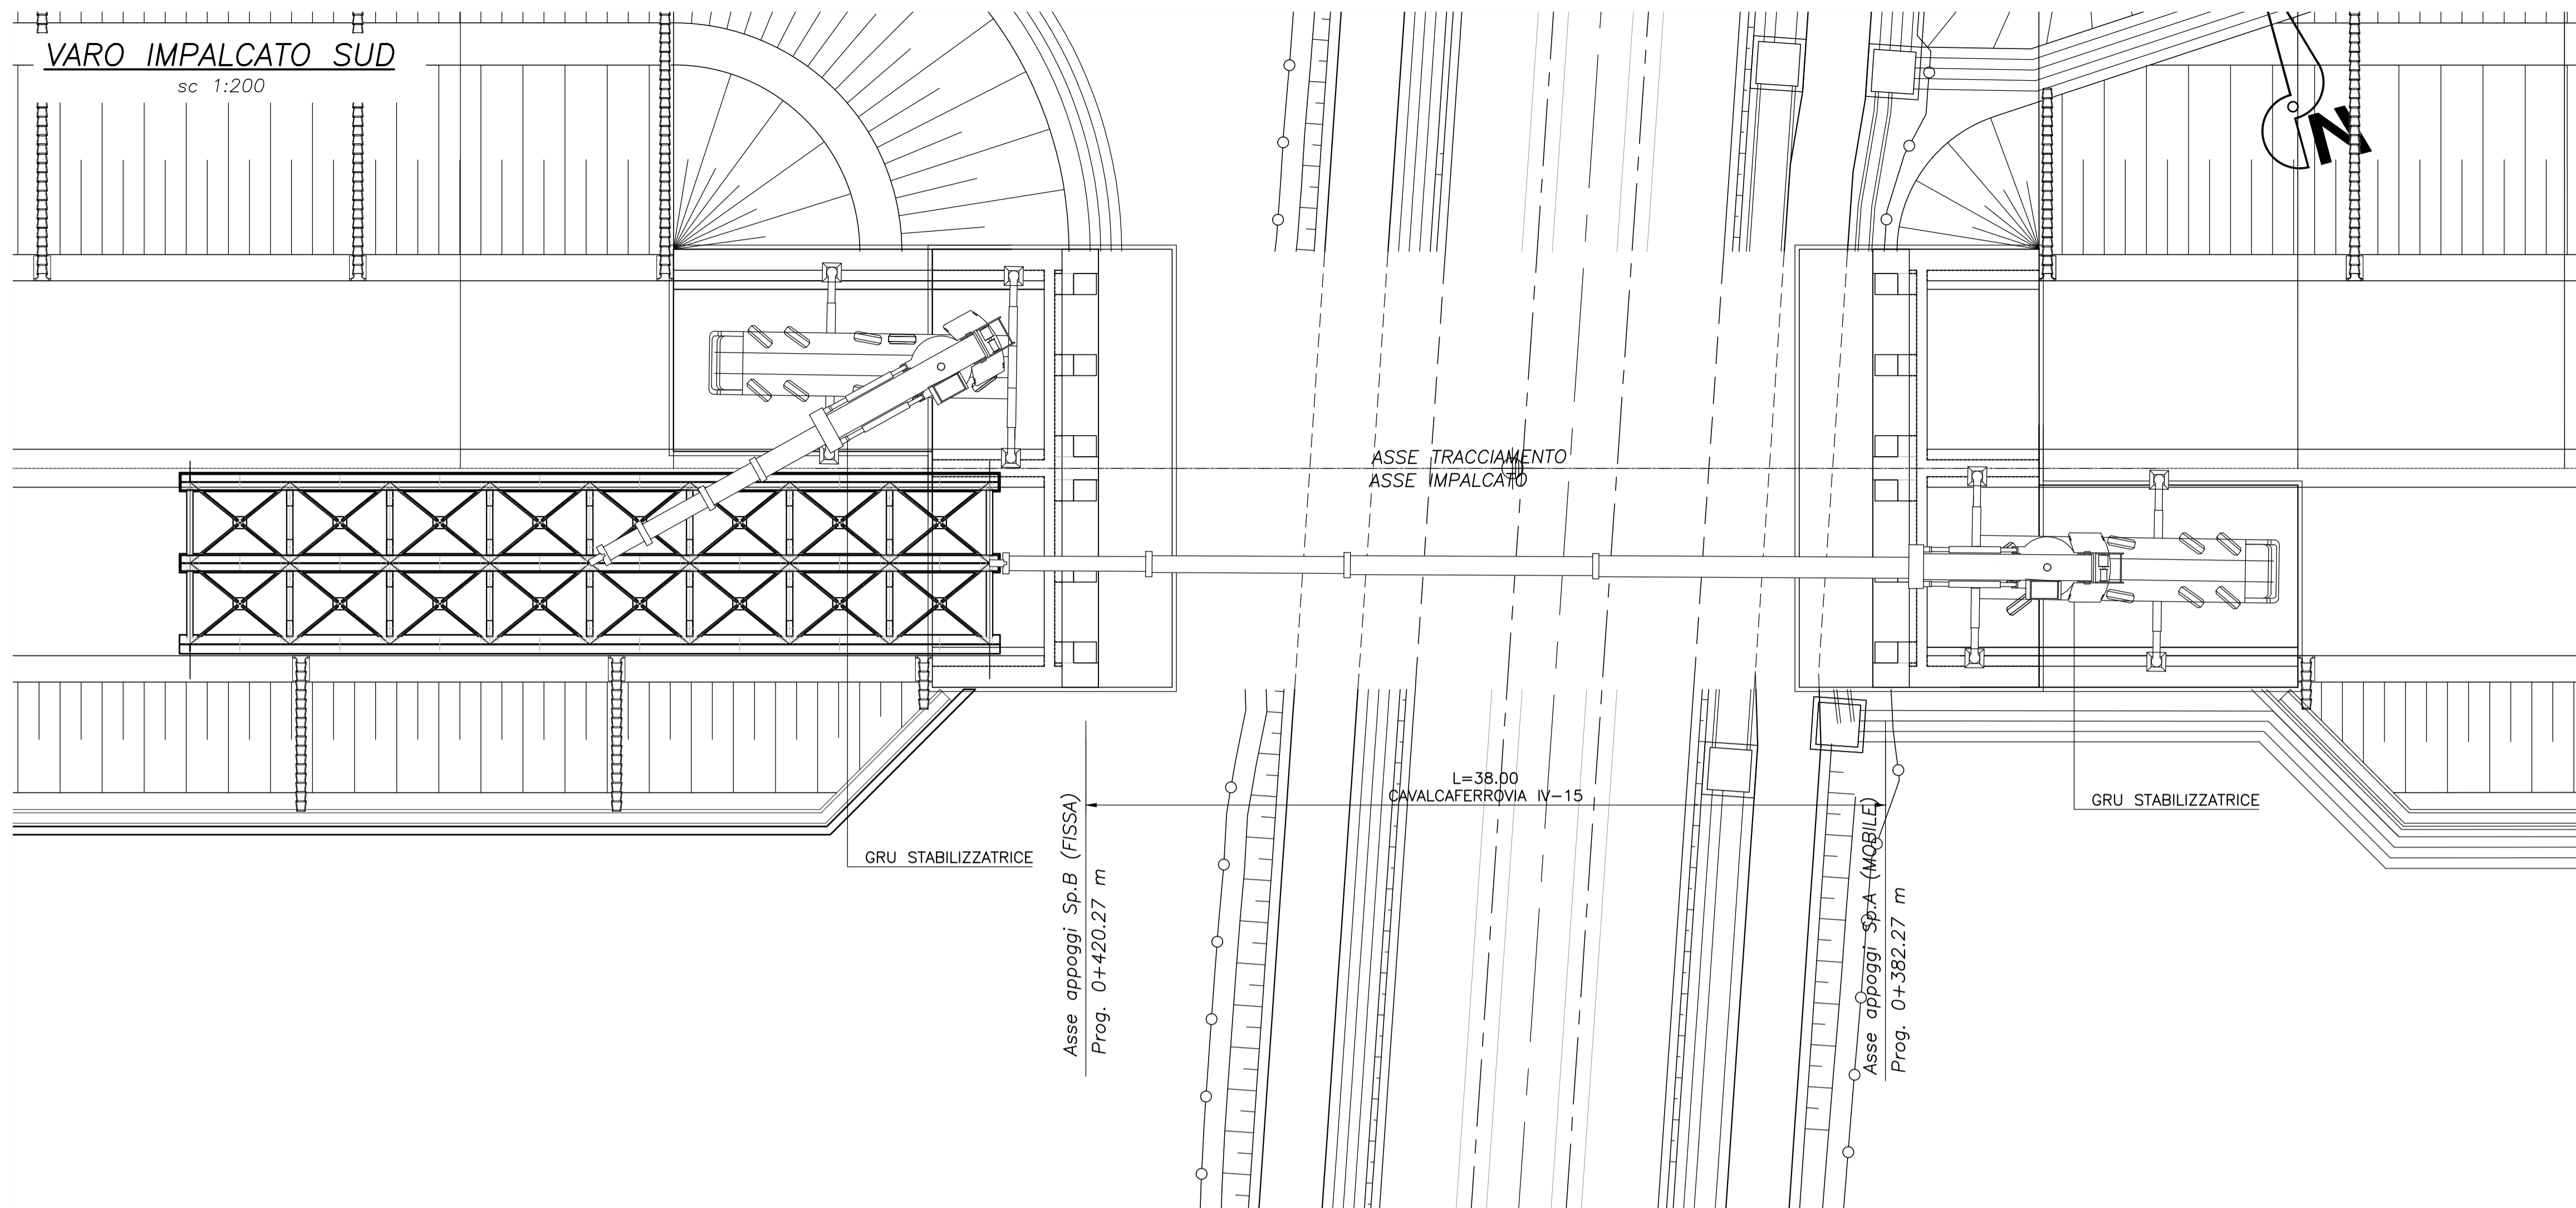 VARO IMPALCATO SUD
sc 1:200
N
ASSE TRACCIAMENTO
ASSE IMPALCATO
L=38.00
CAVALCAFERROVIA IV-15
GRU STABILIZZATRICE
GRU STABILIZZATRICE
Asse appoggi Sp.B (FISSA)
Prog. 0+420.27 m
Asse appoggi Sp.A (MOBILE)
Prog. 0+382.27 m